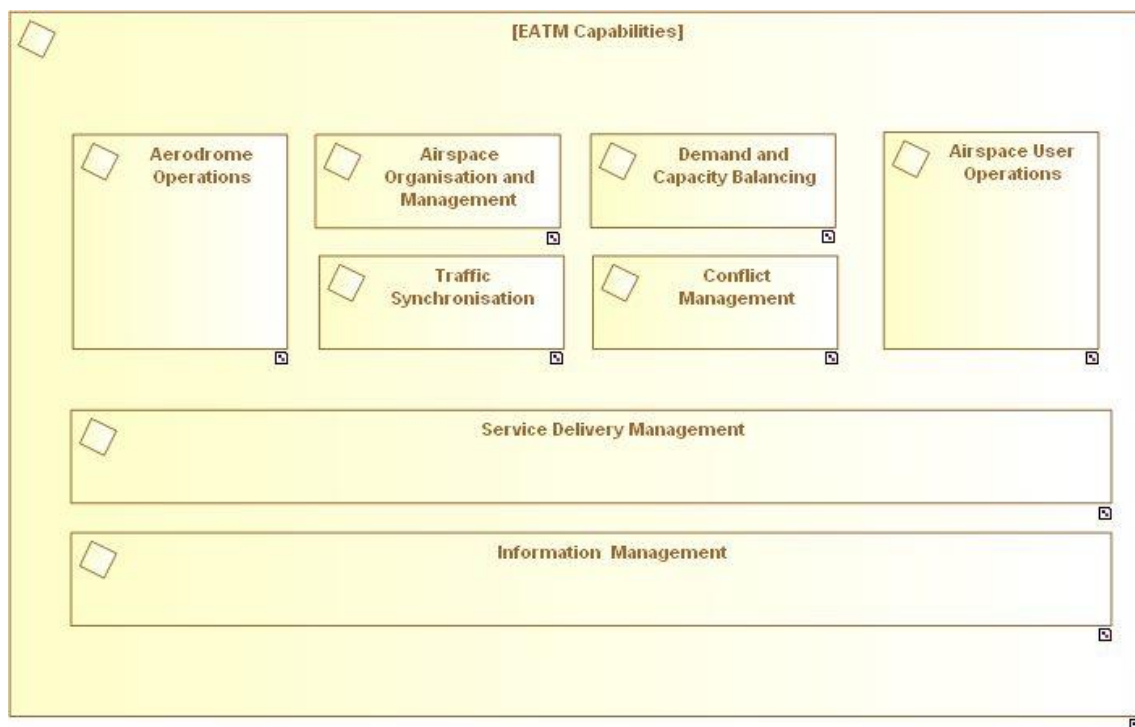 [EATM Capabilities]
Aerodrome
Operations
Airspace
Organisation and
Management
Demand and
Capacity Balancing
Airspace User
Operations
Traffic
Synchronisation
Conflict
Management
Service Delivery Management
Information  Management